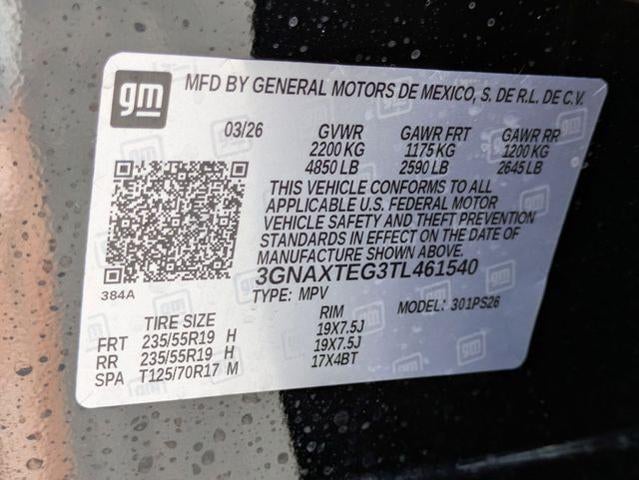 gm
MFD BY GENERAL MOTORS DE MEXICO, S. DE R.L. DE C.V.
03/26 GVWR GAWR FRT GAWR RR
2200 KG 1175 KG 1200 KG
4850 LB 2590 LB 2645 LB
THIS VEHICLE CONFORMS TO ALL
APPLICABLE U.S. FEDERAL MOTOR
VEHICLE SAFETY AND THEFT PREVENTION
STANDARDS IN EFFECT ON THE DATE OF
MANUFACTURE SHOWN ABOVE.
3GNAXTEG3TL461540
384A
TYPE: MPV MODEL: 301PS26
TIRE SIZE RIM
FRT 235/55R19 H 19X7.5J
RR 235/55R19 H 19X7.5J
SPA T125/70R17 M 17X4BT